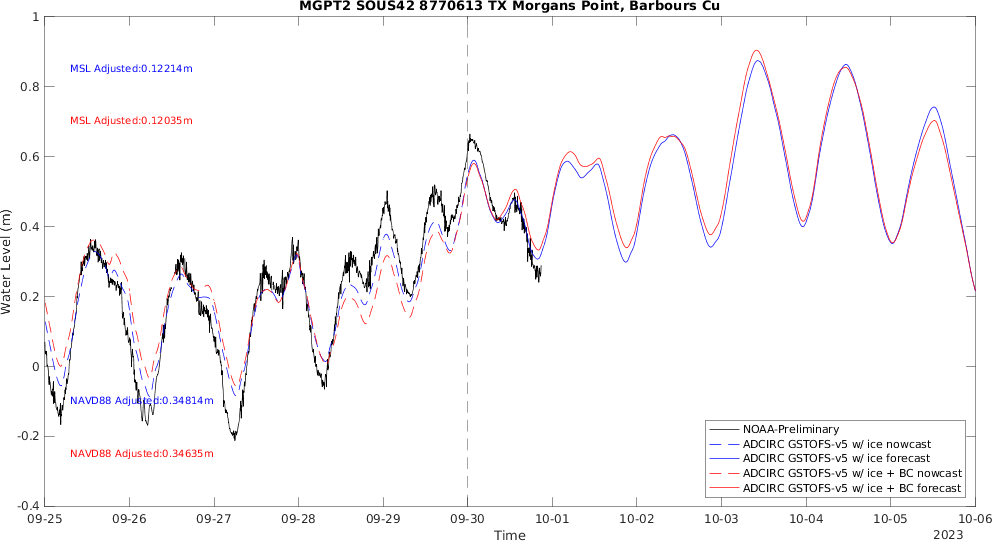 MGPT2 SOUS42 8770613 TX Morgans Point, Barbours Cu
1
0.8
0.6
0.4
0.2
0
-0.2
-0.4
Water Level (m)
MSL Adjusted:0.12214m
MSL Adjusted:0.12035m
NAVD88 Adjusted:0.34814m
NAVD88 Adjusted:0.34635m
NOAA-Preliminary
ADCIRC GSTOFS-v5 w/ ice nowcast
ADCIRC GSTOFS-v5 w/ ice forecast
ADCIRC GSTOFS-v5 w/ ice + BC nowcast
ADCIRC GSTOFS-v5 w/ ice + BC forecast
09-25 09-26 09-27 09-28 09-29 09-30 10-01 10-02 10-03 10-04 10-05 10-06
Time
2023